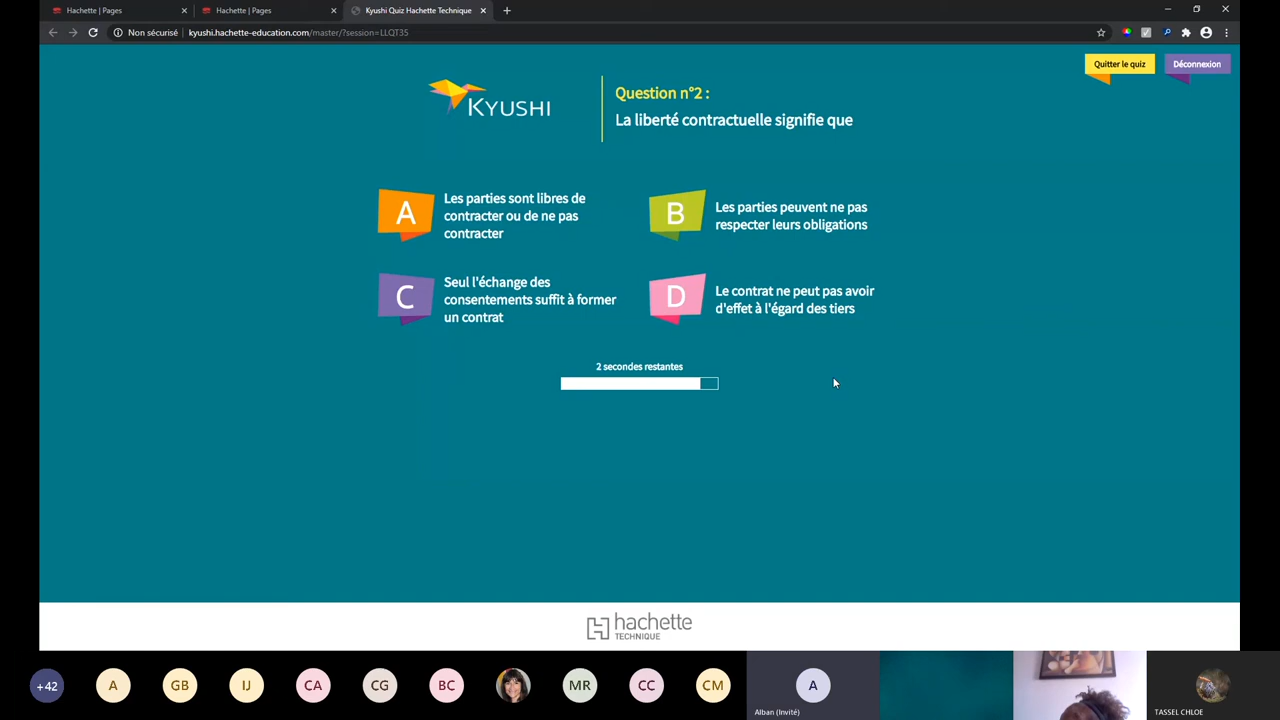 Hachette | Pages
Hachette | Pages
Kyushi Quiz Hachette Technique
Non sécurisé
kyushi.hachette-education.com/master/?session=LLQT35
Quitter le quiz
Déconnexion
KYUSHI
Question n°2 :
La liberté contractuelle signifie que
A
Les parties sont libres de
contracter ou de ne pas
contracter
B
Les parties peuvent ne pas
respecter leurs obligations
C
Seul l'échange des
consentements suffit à former
un contrat
D
Le contrat ne peut pas avoir
d'effet à l'égard des tiers
2 secondes restantes
hachette
TECHNIQUE
+42
A
GB
IJ
CA
CG
BC
MR
CC
CM
A
Alban (Invité)
TASSEL CHLOE